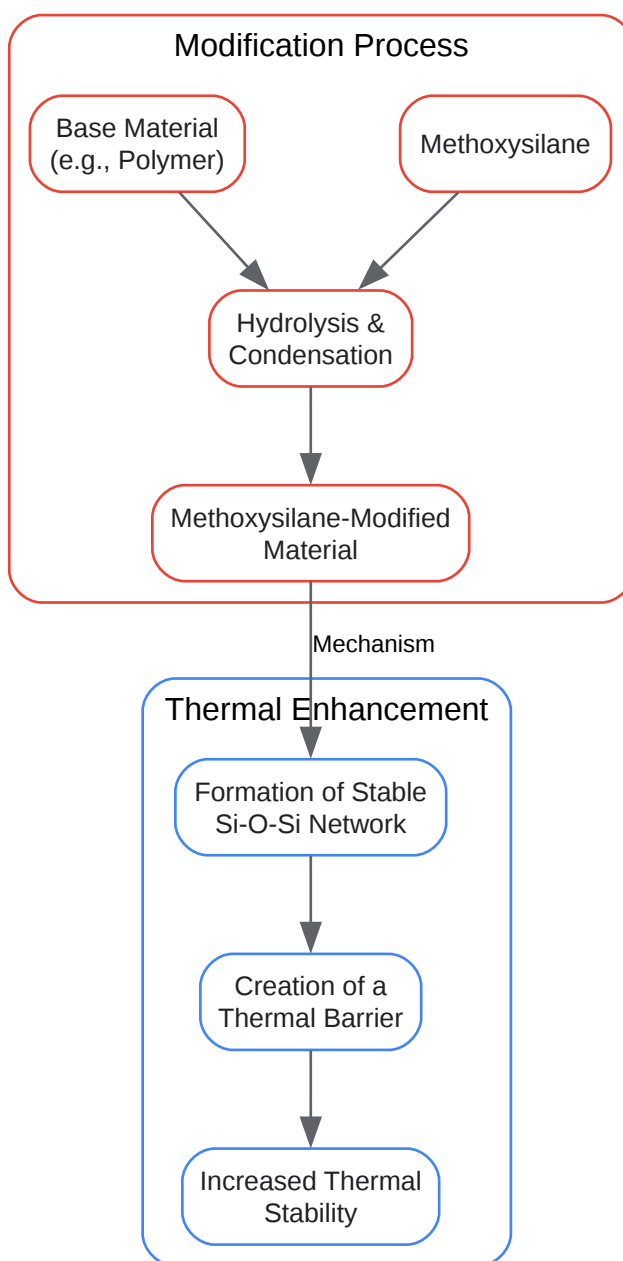 Modification Process
Base Material
(e.g., Polymer)
Methoxysilane
Hydrolysis &
Condensation
Methoxysilane-Modified
Material
Mechanism
Thermal Enhancement
Formation of Stable
Si-O-Si Network
Creation of a
Thermal Barrier
Increased Thermal
Stability